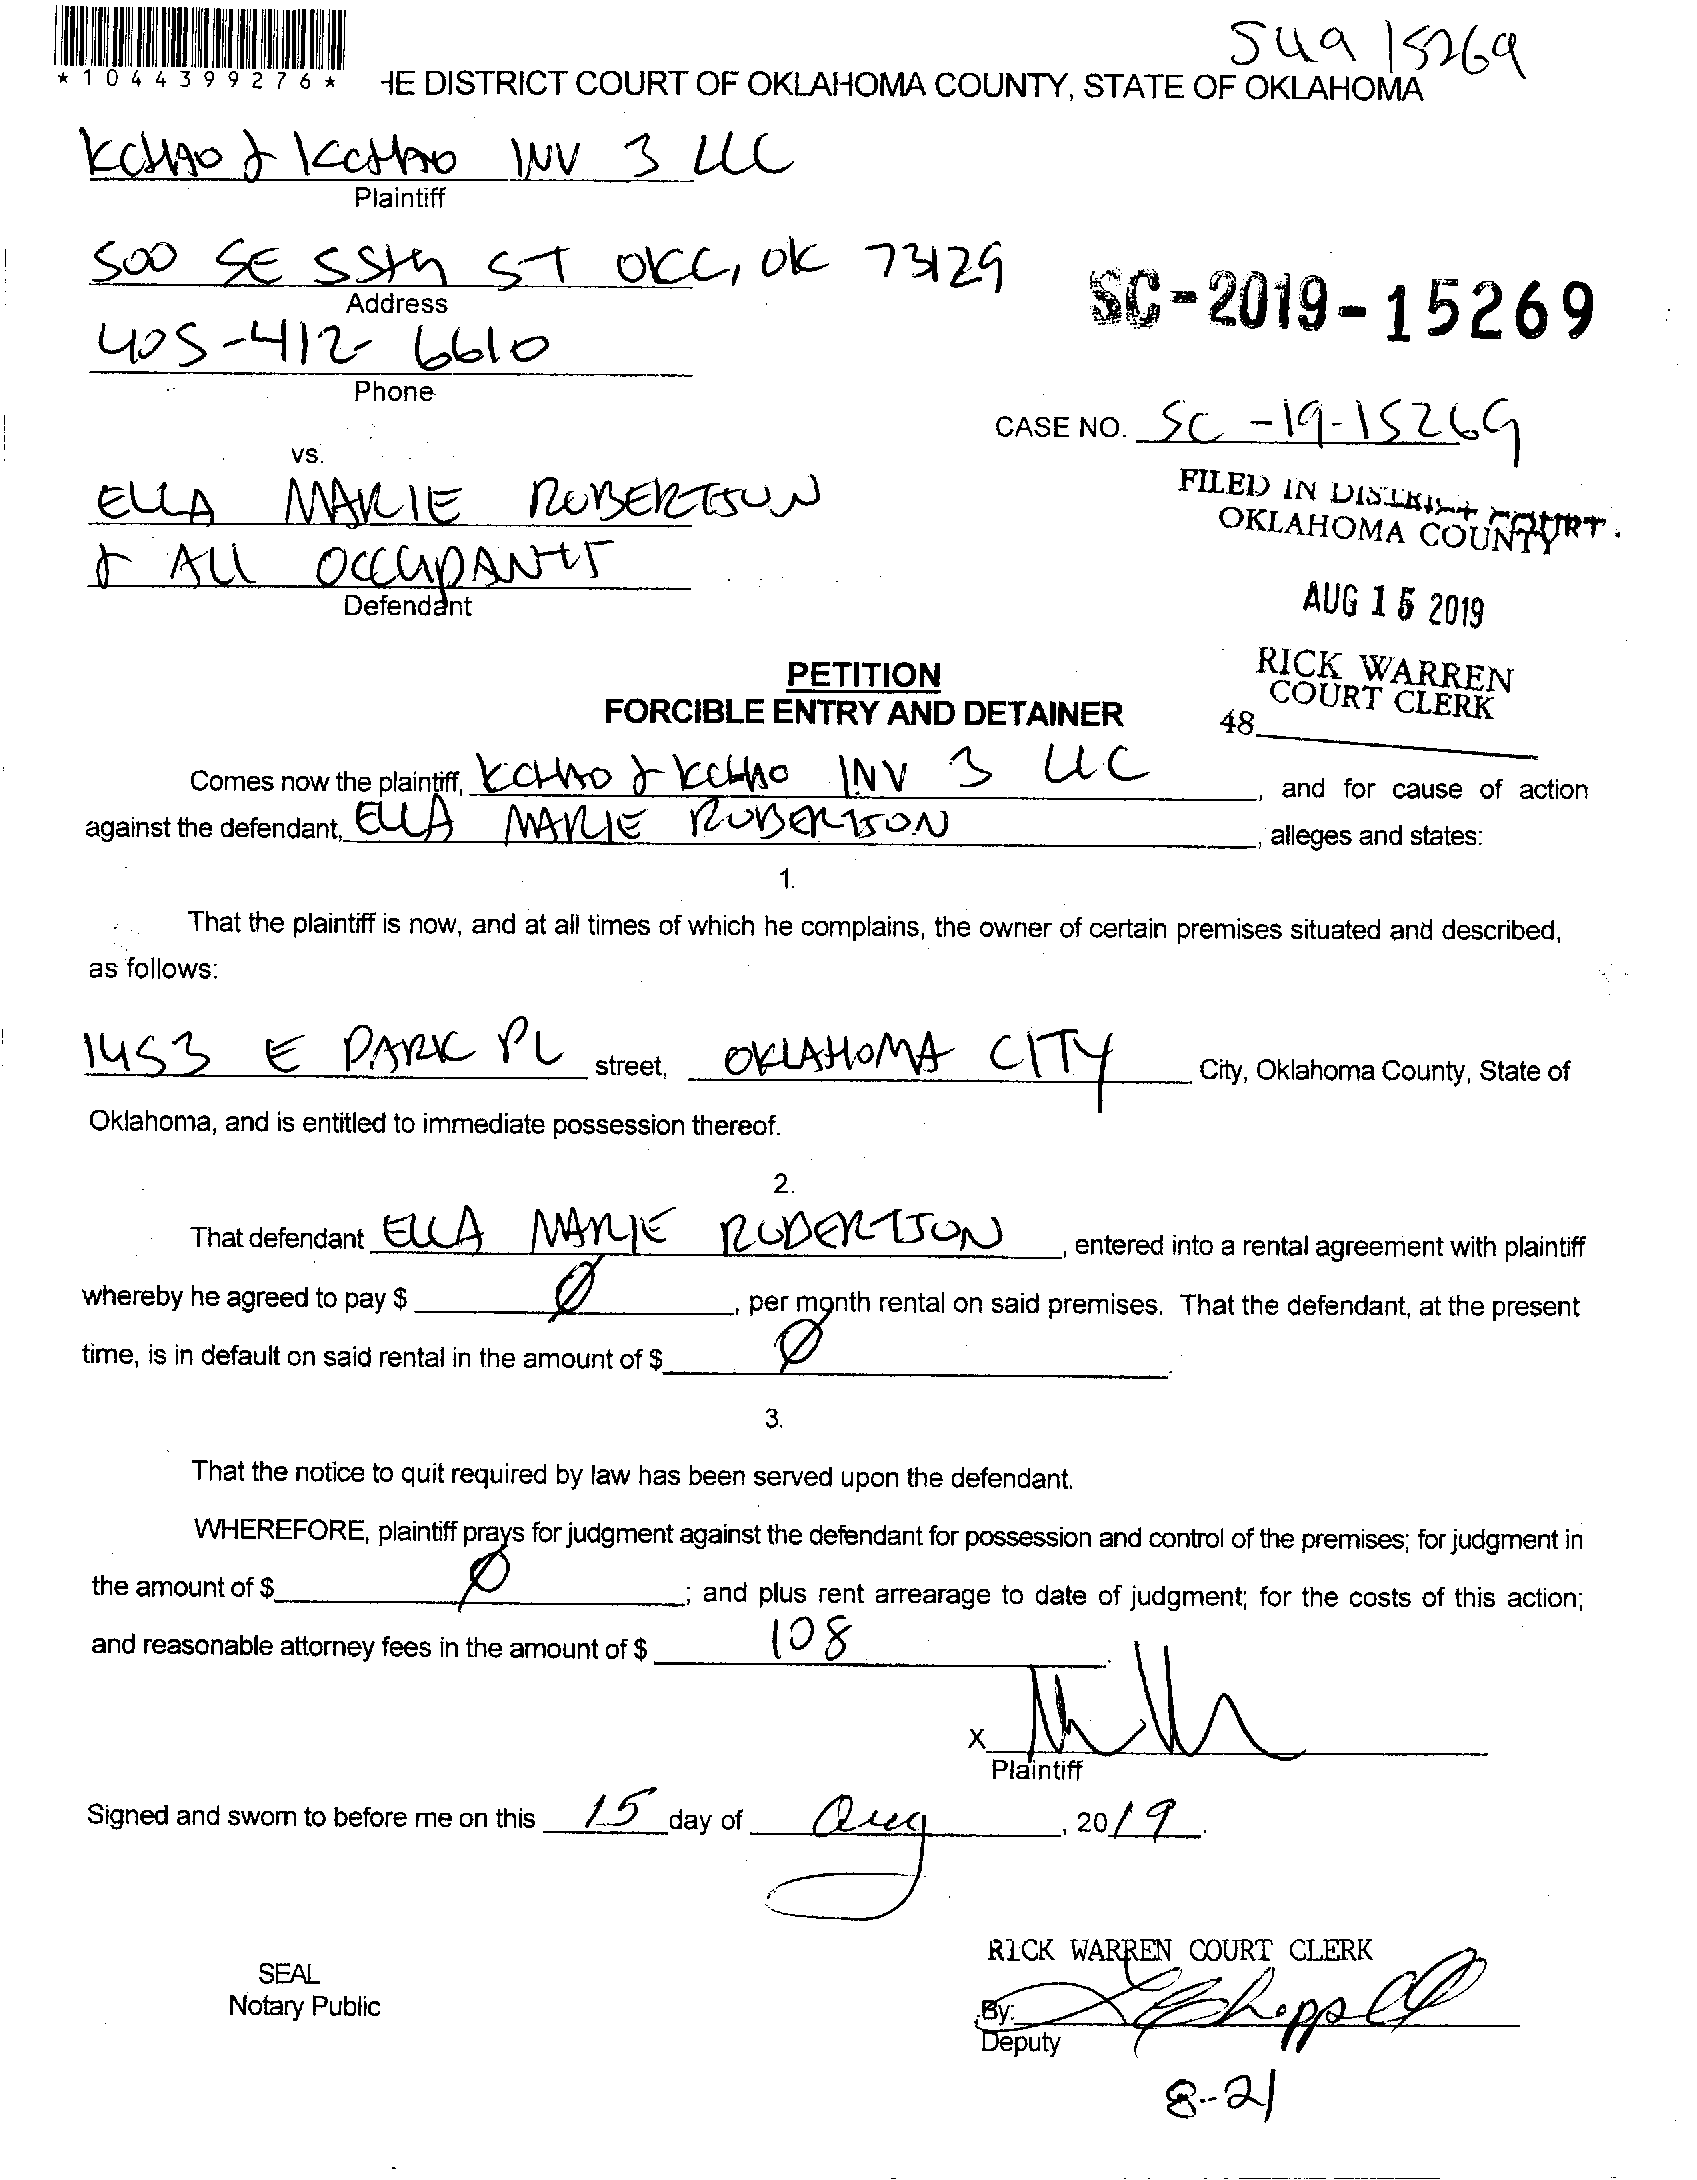 *1044399276*
SC-19 15269
HE DISTRICT COURT OF OKLAHOMA COUNTY, STATE OF OKLAHOMA
KCHAO & KCHAO INV 3 LLC
Plaintiff
500 SE 55th ST OKC, OK 73129
Address
SC-2019-15269
405-412-6610
Phone
CASE NO. SC-19-15269
vs.
FILED IN DISTRICT COURT
OKLAHOMA COUNTY
ELLA MARIE ROBERTSON
& ALL OCCUPANTS
Defendant
AUG 15 2019
PETITION
FORCIBLE ENTRY AND DETAINER
RICK WARREN
COURT CLERK
48
Comes now the plaintiff, KCHAO & KCHAO INV 3 LLC, and for cause of action
against the defendant, ELLA MARIE ROBERTSON, alleges and states:
1.
That the plaintiff is now, and at all times of which he complains, the owner of certain premises situated and described,
as follows:
1453 E PARK PL street, OKLAHOMA CITY City, Oklahoma County, State of
Oklahoma, and is entitled to immediate possession thereof.
2.
That defendant ELLA MARIE ROBERTSON, entered into a rental agreement with plaintiff
whereby he agreed to pay $ Ø, per month rental on said premises. That the defendant, at the present
time, is in default on said rental in the amount of $ Ø.
3.
That the notice to quit required by law has been served upon the defendant.
WHEREFORE, plaintiff prays for judgment against the defendant for possession and control of the premises; for judgment in
the amount of $ Ø; and plus rent arrearage to date of judgment; for the costs of this action;
and reasonable attorney fees in the amount of $ 108.
X
Plaintiff
Signed and sworn to before me on this 15 day of Aug, 2019.
RICK WARREN COURT CLERK
SEAL
Notary Public
By:
Deputy
8-21